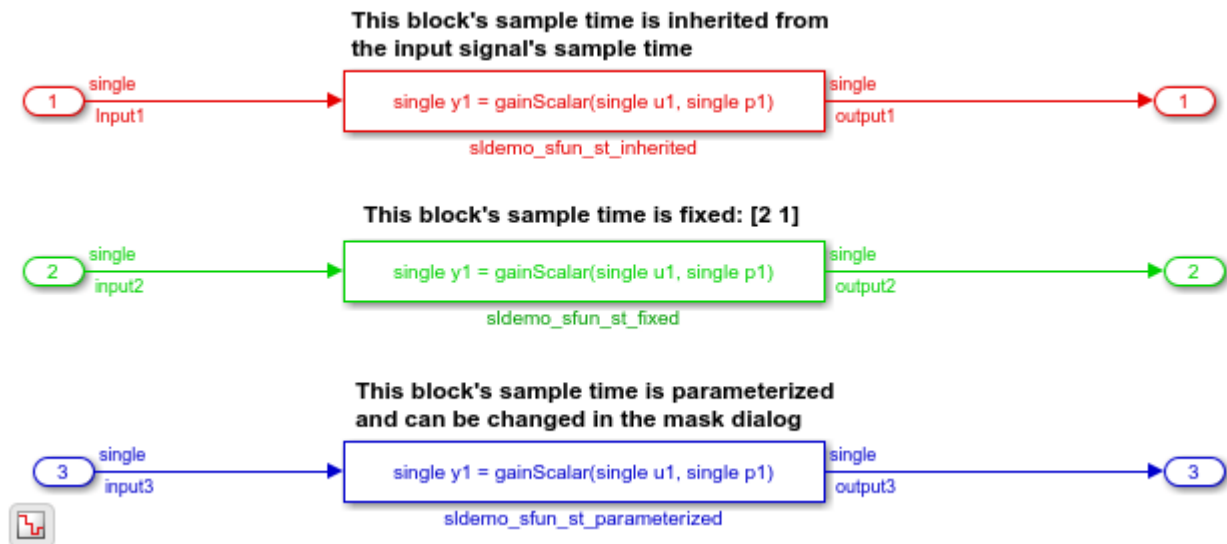 This block's sample time is inherited from
the input signal's sample time
single
1
Input1
single y1 = gainScalar(single u1, single p1)
single
output1
1
sldemo_sfun_st_inherited
This block's sample time is fixed: [2 1]
single
2
input2
single y1 = gainScalar(single u1, single p1)
single
output2
2
sldemo_sfun_st_fixed
This block's sample time is parameterized
and can be changed in the mask dialog
single
3
input3
single y1 = gainScalar(single u1, single p1)
single
output3
3
sldemo_sfun_st_parameterized